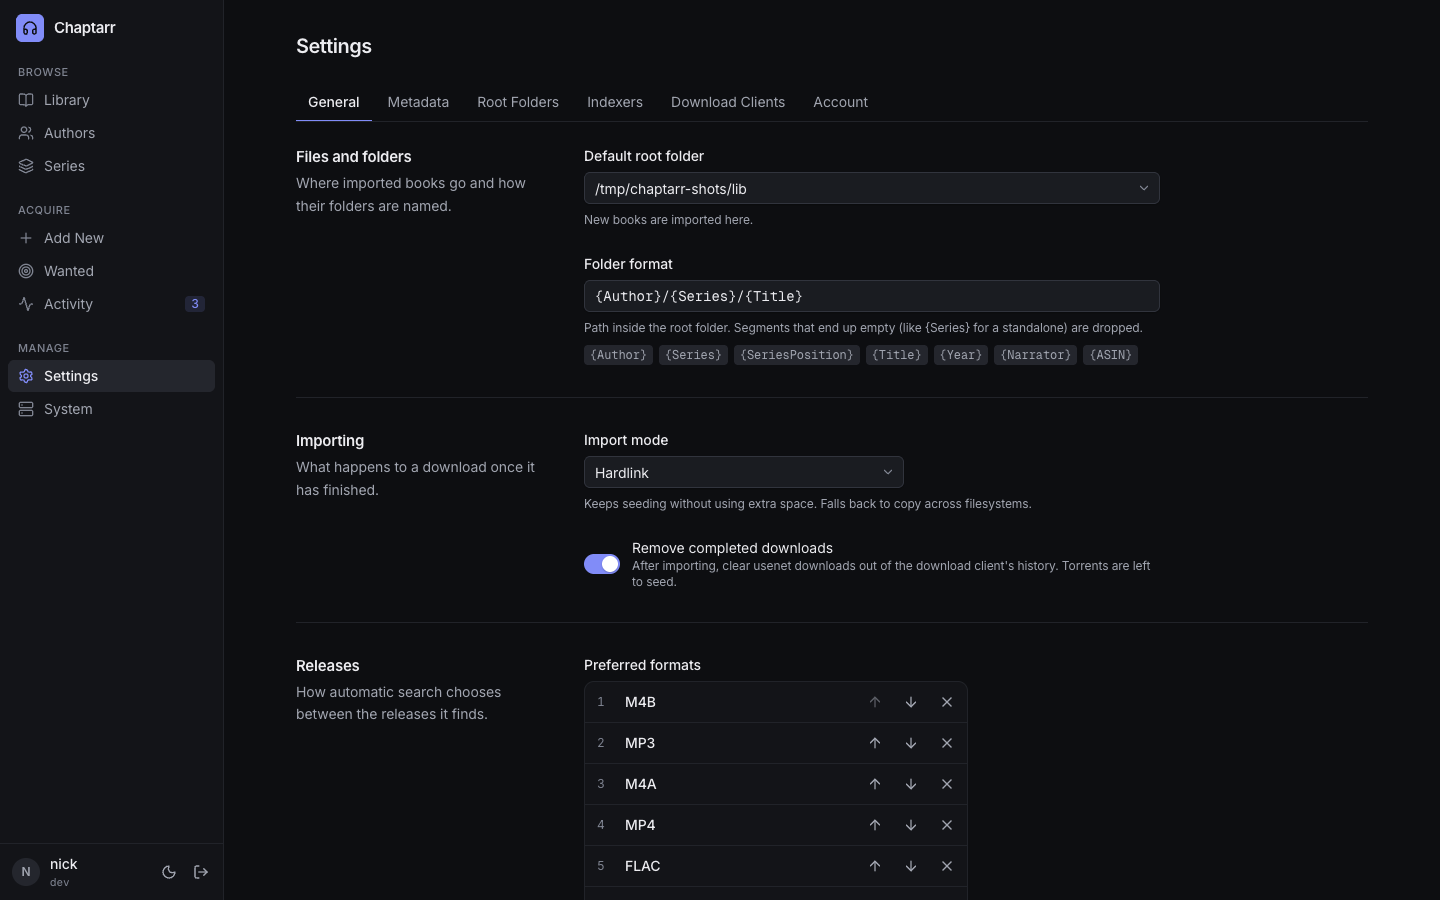 Chaptarr
BROWSE
Library
Authors
Series
ACQUIRE
Add New
Wanted
Activity 3
MANAGE
Settings
System
N nick
dev
Settings
General Metadata Root Folders Indexers Download Clients Account
Files and folders
Where imported books go and how
their folders are named.
Default root folder
/tmp/chaptarr-shots/lib
New books are imported here.
Folder format
{Author}/{Series}/{Title}
Path inside the root folder. Segments that end up empty (like {Series} for a standalone) are dropped.
{Author} {Series} {SeriesPosition} {Title} {Year} {Narrator} {ASIN}
Importing
What happens to a download once it
has finished.
Import mode
Hardlink
Keeps seeding without using extra space. Falls back to copy across filesystems.
Remove completed downloads
After importing, clear usenet downloads out of the download client's history. Torrents are left
to seed.
Releases
How automatic search chooses
between the releases it finds.
Preferred formats
1 M4B
2 MP3
3 M4A
4 MP4
5 FLAC